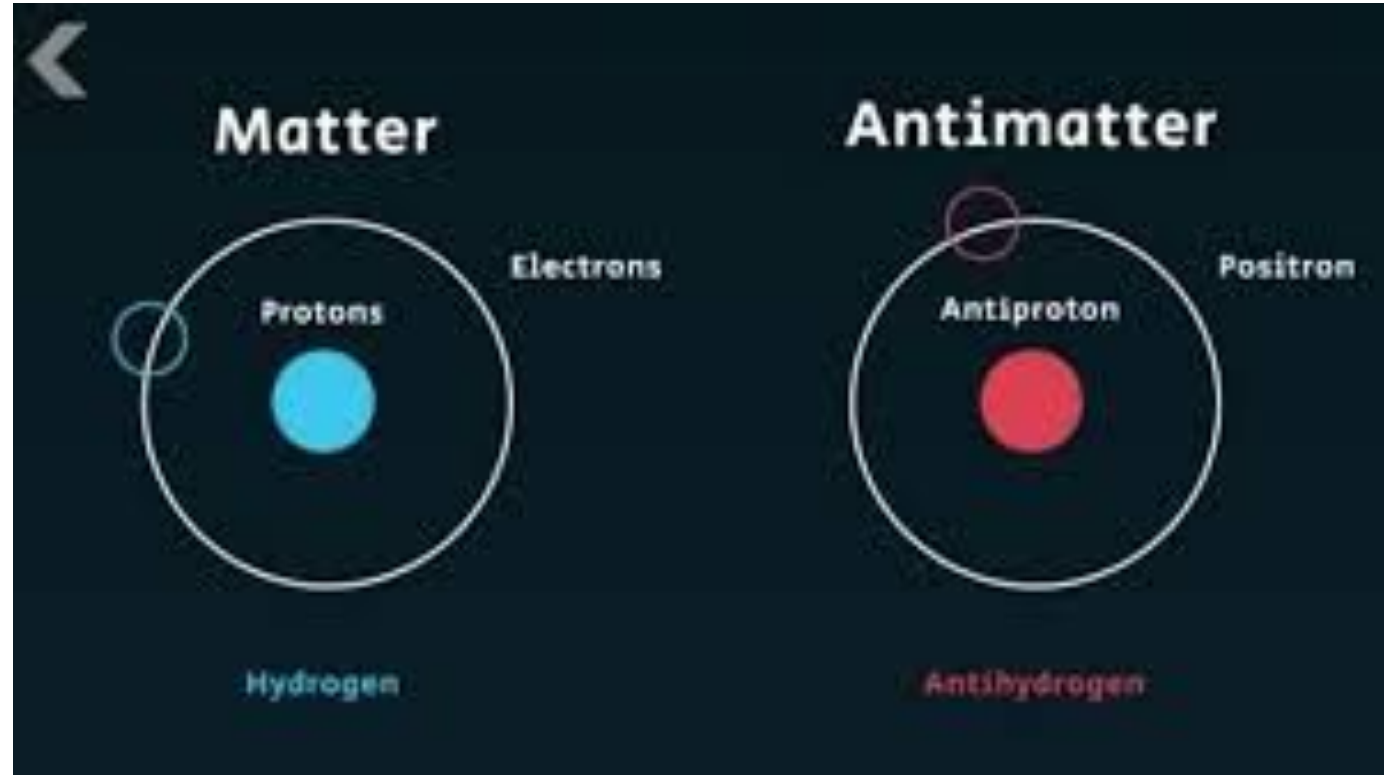 Matter
Antimatter
Electrons
Positron
Protons
Antiproton
Hydrogen
Antihydrogen